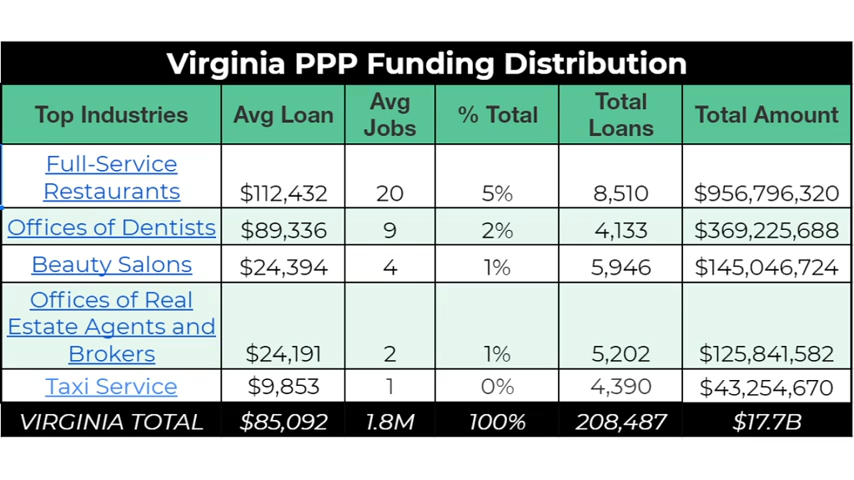 Virginia PPP Funding Distribution
Top Industries Avg Loan Avg Jobs % Total Total Loans Total Amount
Full-Service Restaurants $112,432 20 5% 8,510 $956,796,320
Offices of Dentists $89,336 9 2% 4,133 $369,225,688
Beauty Salons $24,394 4 1% 5,946 $145,046,724
Offices of Real Estate Agents and Brokers $24,191 2 1% 5,202 $125,841,582
Taxi Service $9,853 1 0% 4,390 $43,254,670
VIRGINIA TOTAL $85,092 1.8M 100% 208,487 $17.7B